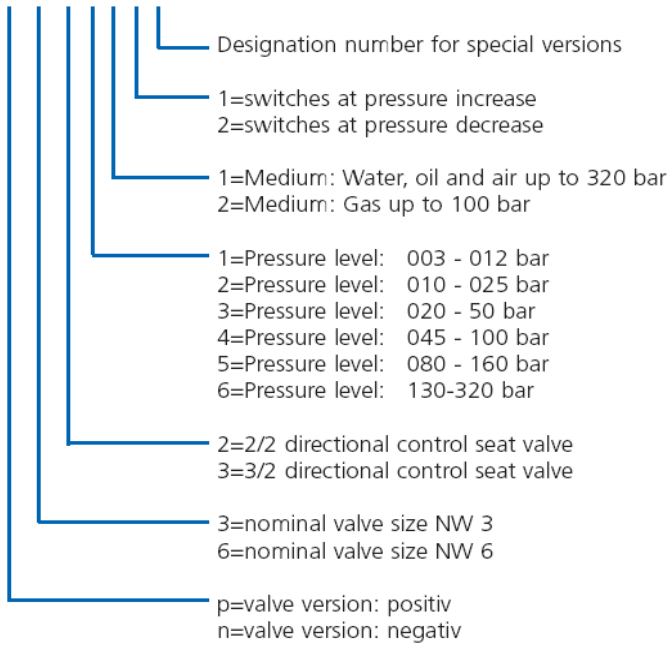 Designation number for special versions
1=switches at pressure increase
2=switches at pressure decrease
1=Medium: Water, oil and air up to 320 bar
2=Medium: Gas up to 100 bar
1=Pressure level: 003 - 012 bar
2=Pressure level: 010 - 025 bar
3=Pressure level: 020 - 50 bar
4=Pressure level: 045 - 100 bar
5=Pressure level: 080 - 160 bar
6=Pressure level: 130-320 bar
2=2/2 directional control seat valve
3=3/2 directional control seat valve
3=nominal valve size NW 3
6=nominal valve size NW 6
p=valve version: positiv
n=valve version: negativ